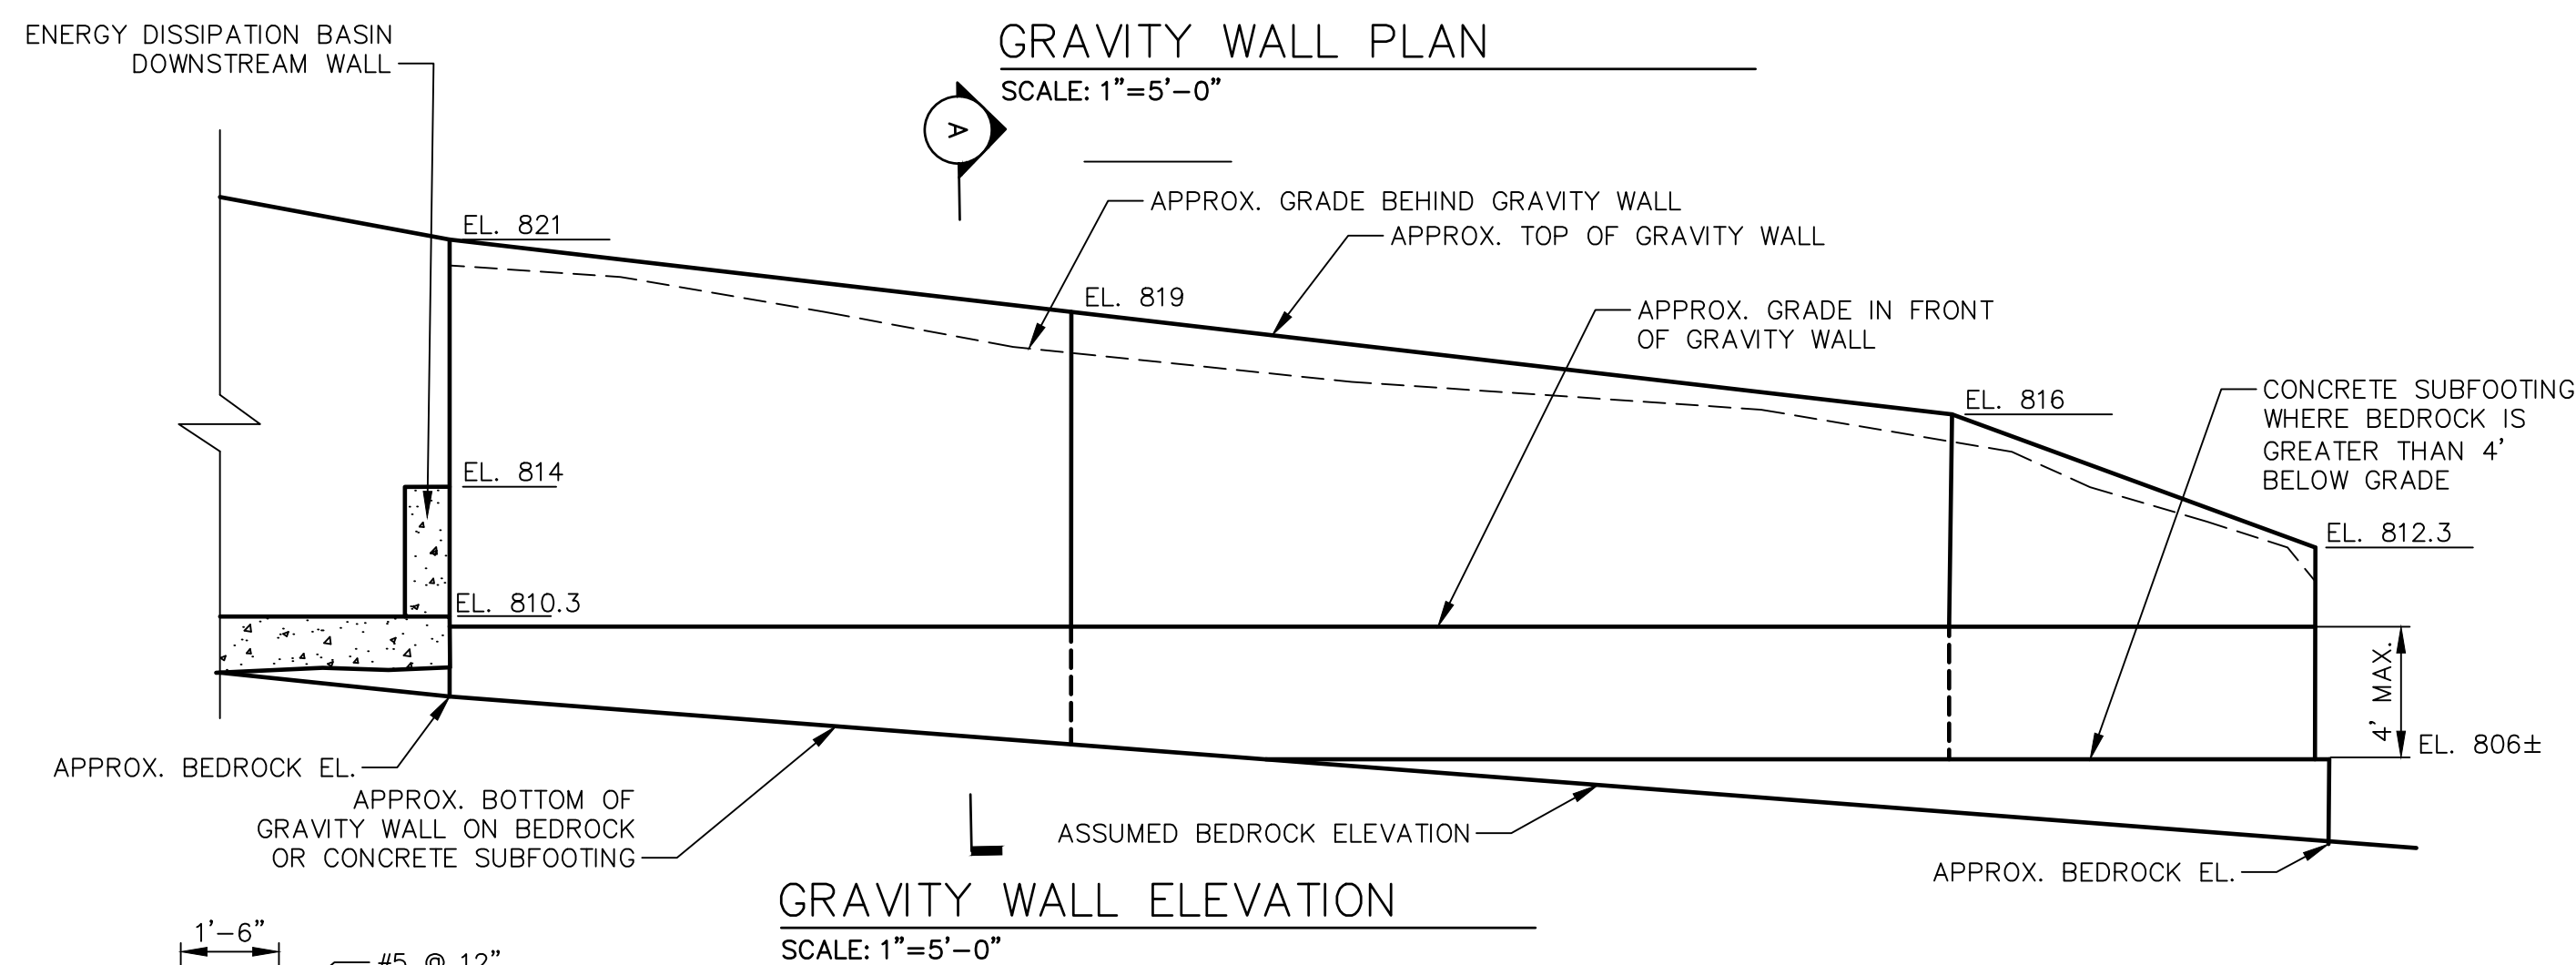 ENERGY DISSIPATION BASIN
DOWNSTREAM WALL
GRAVITY WALL PLAN
SCALE: 1”=5’-0”
A
APPROX. GRADE BEHIND GRAVITY WALL
EL. 821
APPROX. TOP OF GRAVITY WALL
EL. 819
APPROX. GRADE IN FRONT
OF GRAVITY WALL
EL. 816
CONCRETE SUBFOOTING
WHERE BEDROCK IS
GREATER THAN 4’
BELOW GRADE
EL. 814
EL. 812.3
EL. 810.3
4’ MAX.
EL. 806±
APPROX. BEDROCK EL.
APPROX. BOTTOM OF
GRAVITY WALL ON BEDROCK
OR CONCRETE SUBFOOTING
ASSUMED BEDROCK ELEVATION
APPROX. BEDROCK EL.
GRAVITY WALL ELEVATION
SCALE: 1”=5’-0”
1’-6”
#5 @ 12”